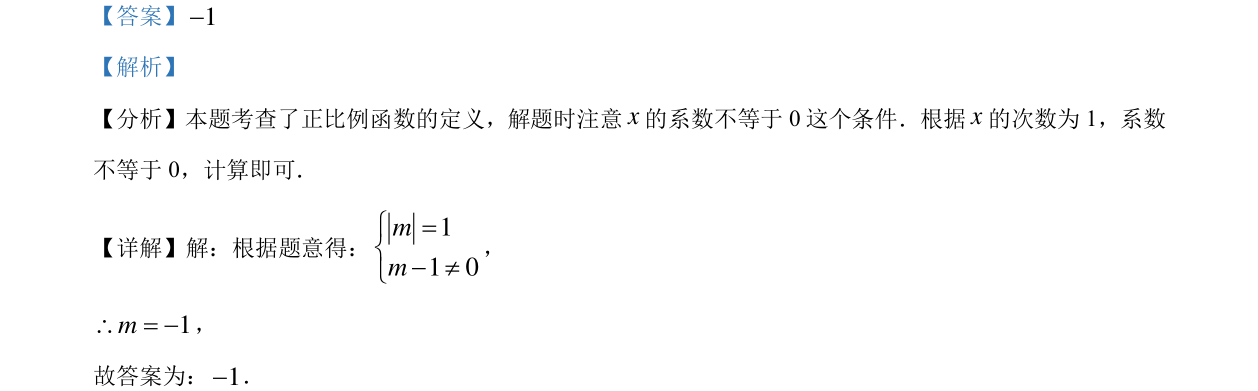 【答案】-1
【解析】
【分析】本题考查了正比例函数的定义，解题时注意 x 的系数不等于 0 这个条件．根据 x 的次数为 1，系数
不等于 0，计算即可．
【详解】解：根据题意得：{|m|=1
m-1≠0，
∴m=-1，
故答案为：-1．